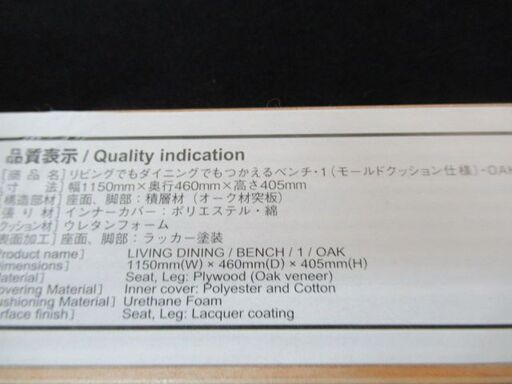 品質表示 / Quality indication
[商 品 名] リビングでもダイニングでもつかえるベンチ・1 (モールドクッション仕様) -OAK
寸 法] 幅1150mm×奥行460mm×高さ405mm
構造部材] 座面、脚部：積層材（オーク材突板）
張 り 材] インナーカバー：ポリエステル・綿
クッション材] ウレタンフォーム
表面加工] 座面、脚部：ラッカー塗装
Product name] LIVING DINING / BENCH / 1 / OAK
Dimensions] 1150mm(W) × 460mm(D) × 405mm(H)
Material] Seat, Leg: Plywood (Oak veneer)
Covering Material] Inner cover: Polyester and Cotton
Cushioning Material] Urethane Foam
Surface finish] Seat, Leg: Lacquer coating